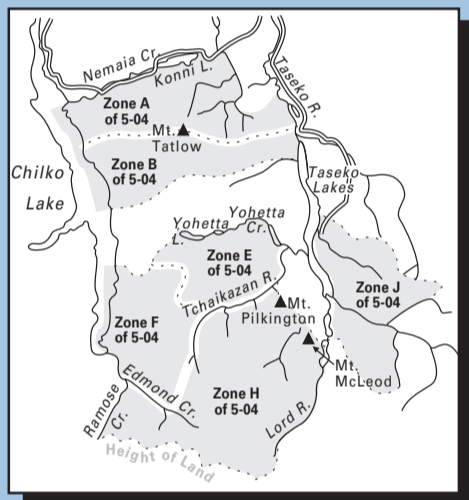 Nemaia Cr.
Konni L.
Taseko R.
Zone A
of 5-04
Mt.
Tatlow
Zone B
of 5-04
Chilko
Lake
Taseko
Lakes
Yohetta
L.
Yohetta
Cr.
Zone E
of 5-04
Tchaikazan R.
Zone J
of 5-04
Mt.
Pilkington
Zone F
of 5-04
Mt.
McLeod
Edmond Cr.
Ramose
Cr.
Zone H
of 5-04
Lord R.
Height of Land